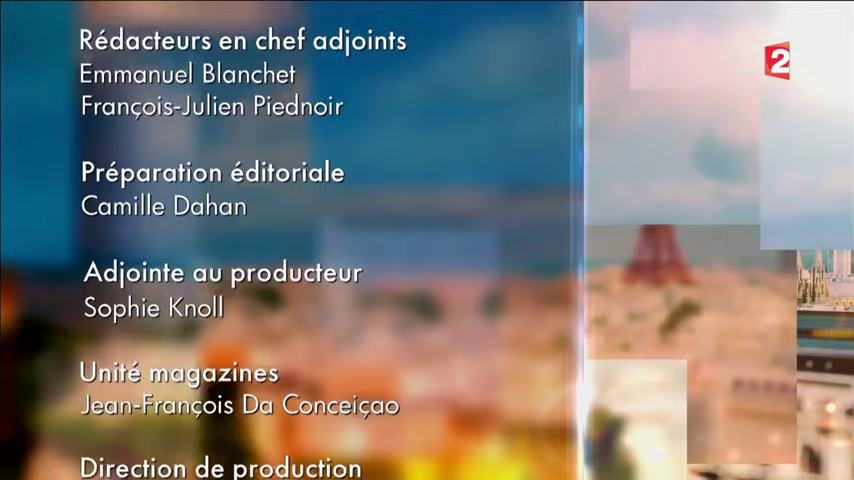 Rédacteurs en chef adjoints
Emmanuel Blanchet
François-Julien Piednoir
Préparation éditoriale
Camille Dahan
Adjointe au producteur
Sophie Knoll
Unité magazines
Jean-François Da Conceiçao
Direction de production
2